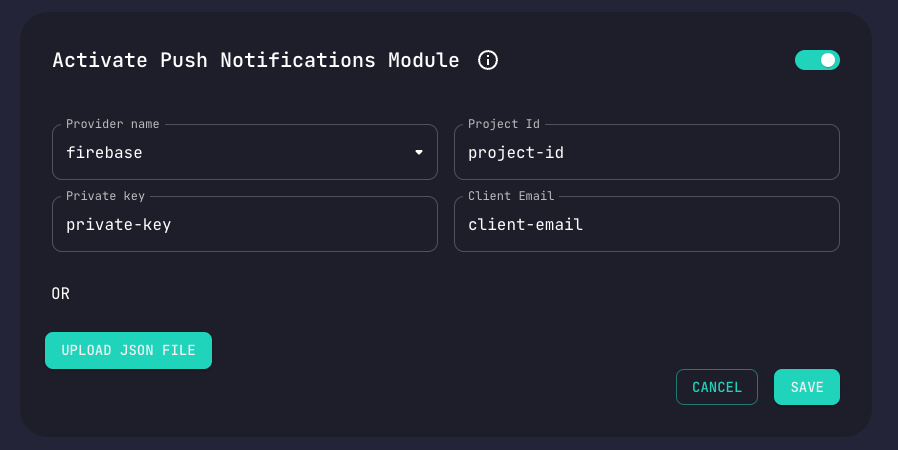 Activate Push Notifications Module
Provider name
firebase
Project Id
project-id
Private key
private-key
Client Email
client-email
OR
UPLOAD JSON FILE
CANCEL
SAVE